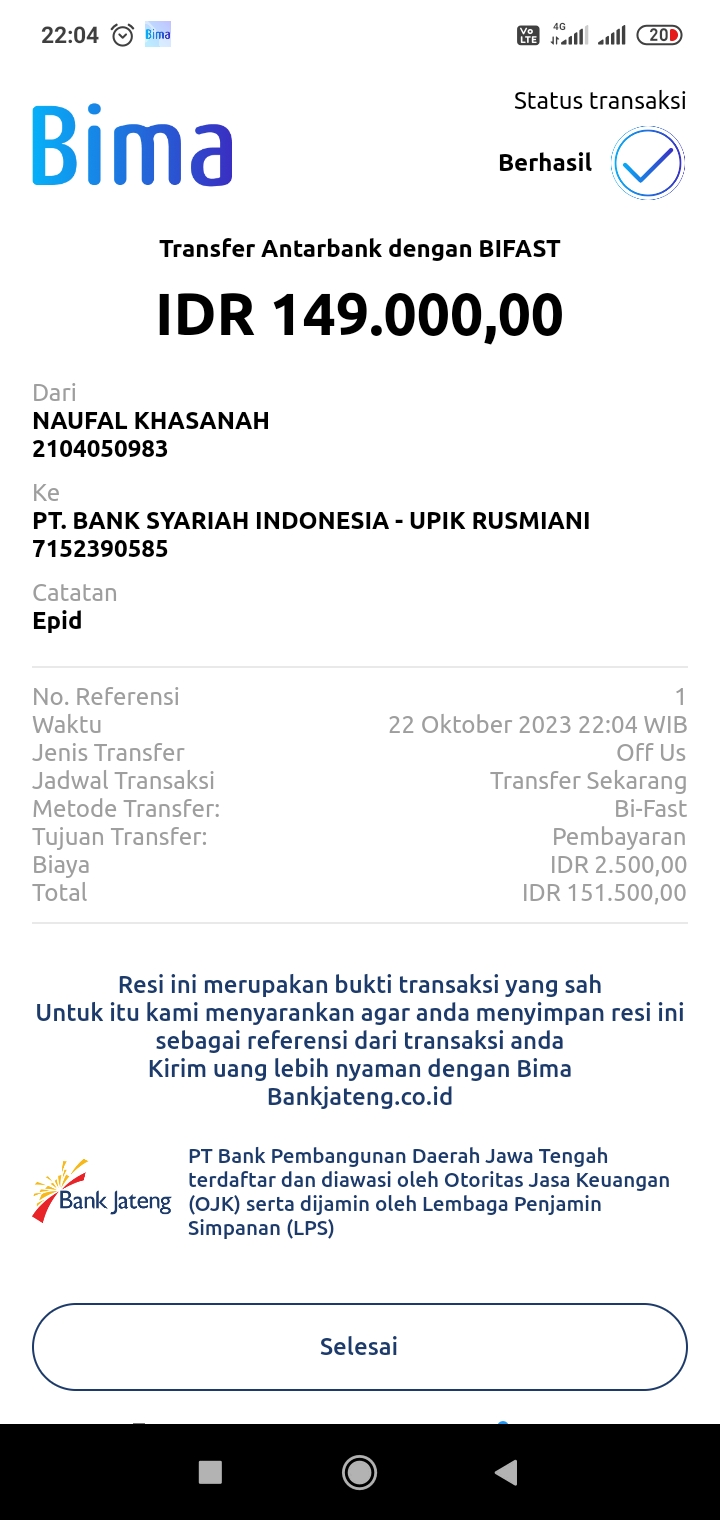 22:04 Bima Vo LTE 4G 20
Bima
Status transaksi
Berhasil
Transfer Antarbank dengan BIFAST
IDR 149.000,00
Dari
NAUFAL KHASANAH
2104050983
Ke
PT. BANK SYARIAH INDONESIA - UPIK RUSMIANI
7152390585
Catatan
Epid
No. Referensi 1
Waktu 22 Oktober 2023 22:04 WIB
Jenis Transfer Off Us
Jadwal Transaksi Transfer Sekarang
Metode Transfer: Bi-Fast
Tujuan Transfer: Pembayaran
Biaya IDR 2.500,00
Total IDR 151.500,00
Resi ini merupakan bukti transaksi yang sah
Untuk itu kami menyarankan agar anda menyimpan resi ini
sebagai referensi dari transaksi anda
Kirim uang lebih nyaman dengan Bima
Bankjateng.co.id
Bank Jateng
PT Bank Pembangunan Daerah Jawa Tengah
terdaftar dan diawasi oleh Otoritas Jasa Keuangan
(OJK) serta dijamin oleh Lembaga Penjamin
Simpanan (LPS)
Selesai